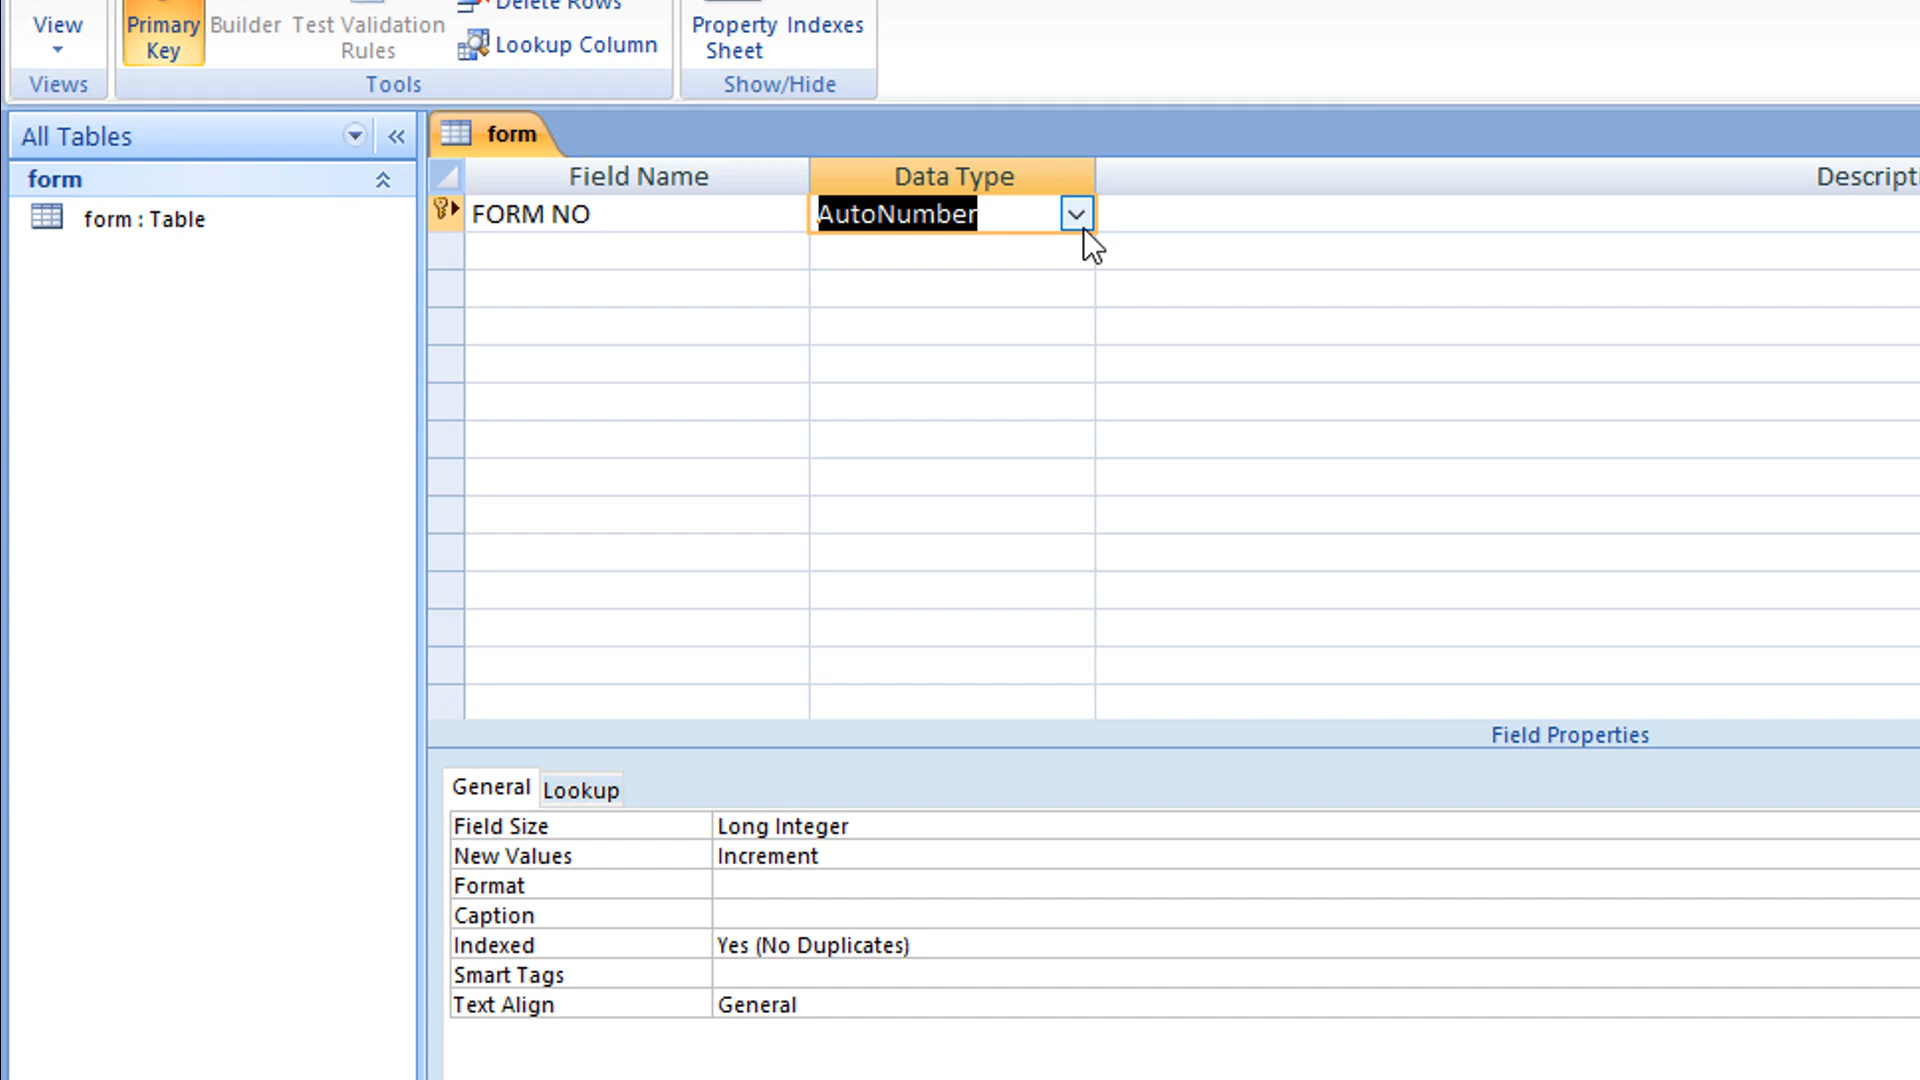 Delete Rows
View
Primary
Key
Builder
Test Validation
Rules
Lookup Column
Property
Sheet
Indexes
Views
Tools
Show/Hide
All Tables
form
form : Table
form
Field Name
Data Type
Descripti
FORM NO
AutoNumber
Field Properties
General
Lookup
Field Size
Long Integer
New Values
Increment
Format
Caption
Indexed
Yes (No Duplicates)
Smart Tags
Text Align
General